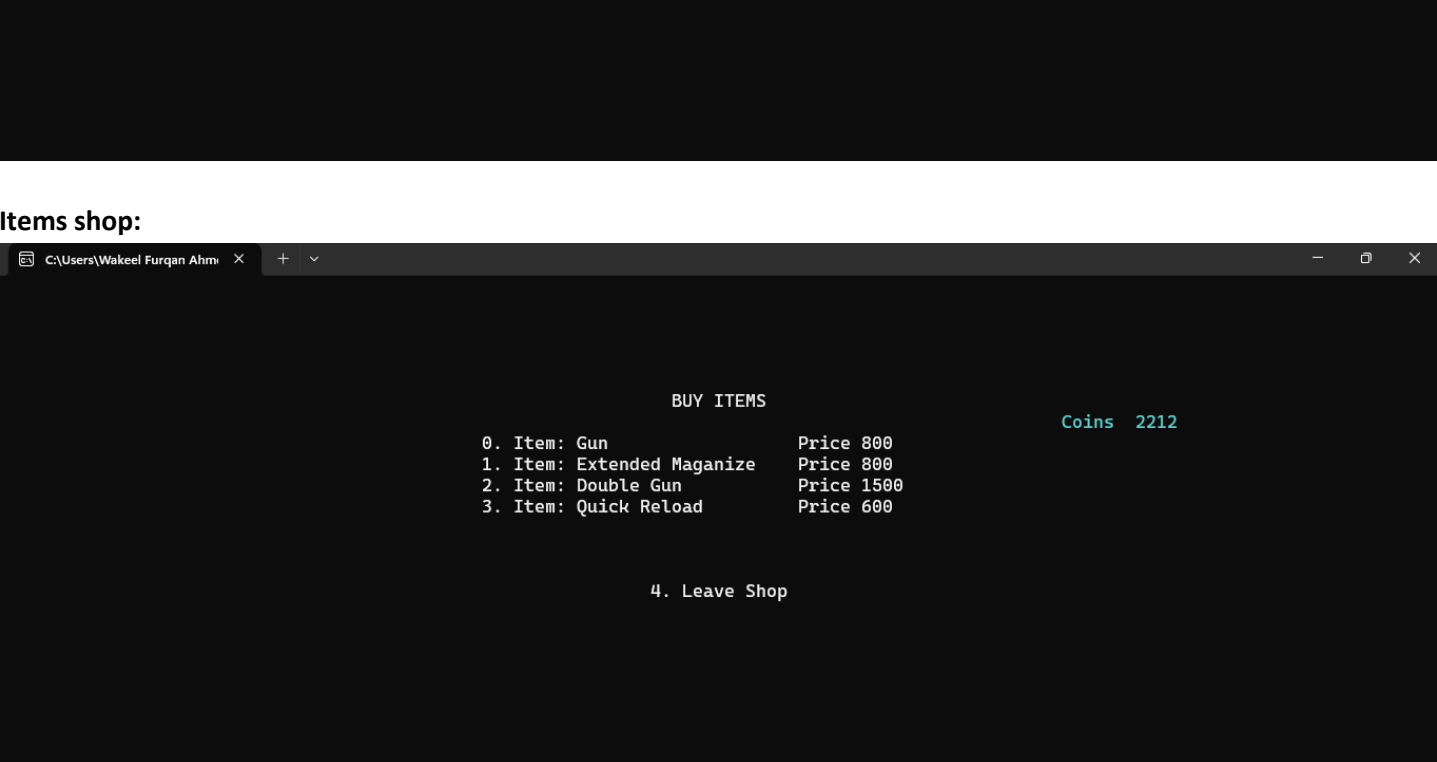 Items shop:
C:\Users\Wakeel Furqan Ahm
BUY ITEMS
Coins 2212
0. Item: Gun Price 800
1. Item: Extended Maganize Price 800
2. Item: Double Gun Price 1500
3. Item: Quick Reload Price 600
4. Leave Shop